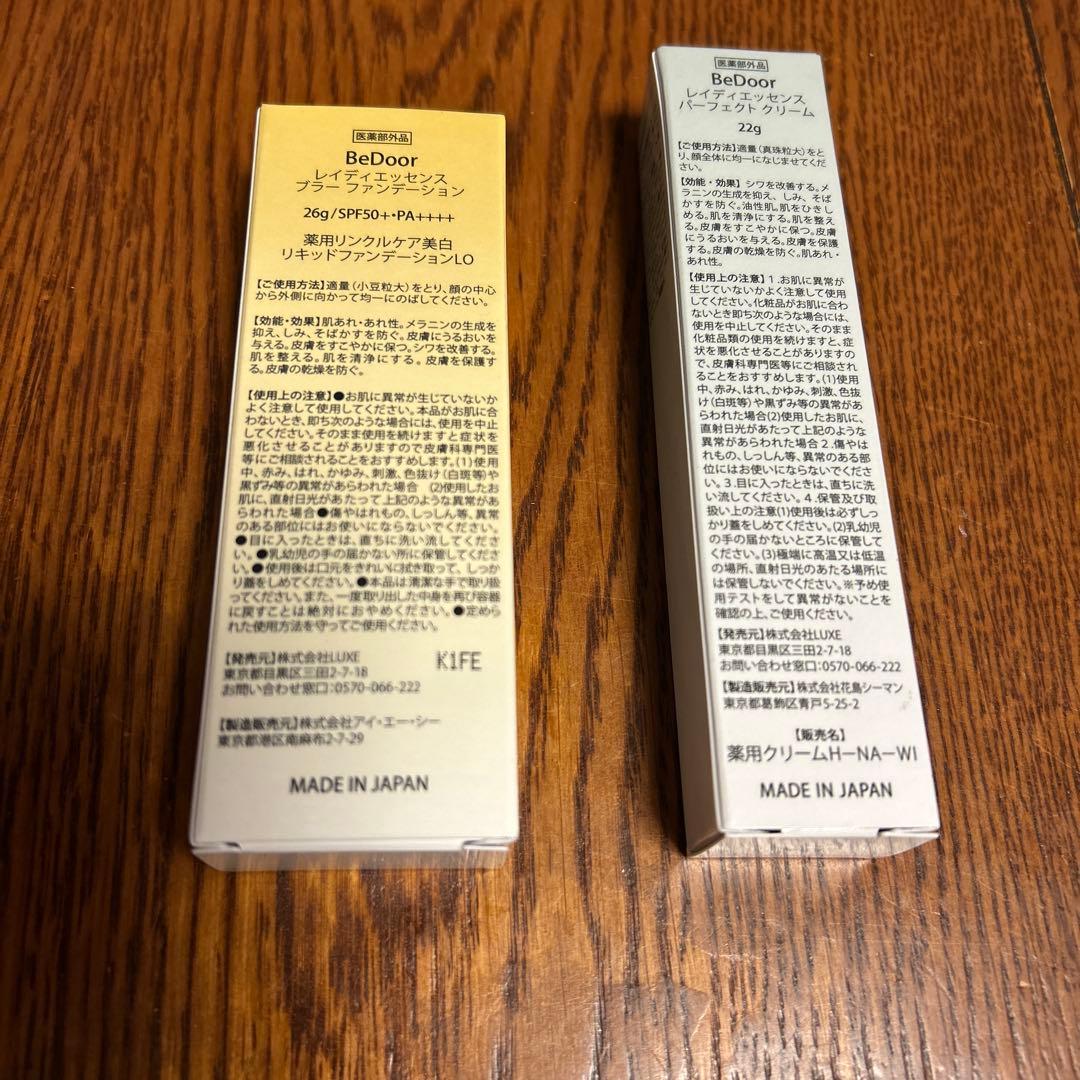 医薬部外品
BeDoor
レイディエッセンス
ブラー ファンデーション
26g/SPF50+・PA++++
薬用リンクルケア美白
リキッドファンデーションLO
【ご使用方法】適量(小豆粒大)をとり、顔の中心
から外側に向かって均一にのばしてください。
【効能・効果】肌あれ・あれ性。メラニンの生成を
抑え、しみ、そばかすを防ぐ。皮膚にうるおいを
与える。皮膚をすこやかに保つ。シワを改善する。
肌を整える。肌を清浄にする。皮膚を保護す
る。皮膚の乾燥を防ぐ。
【使用上の注意】●お肌に異常が生じていないか
よく注意して使用してください。本品がお肌に合
わないとき、即ち次のような場合には、使用を中止
してください。そのまま使用を続けますと症状を
悪化させることがありますので皮膚科専門医
等にご相談されることをおすすめします。(1)使用
中、赤み、はれ、かゆみ、刺激、色抜け(白斑等)や
黒ずみ等の異常があらわれた場合 (2)使用したお
肌に、直射日光があたって上記のような異常があ
らわれた場合●傷やはれもの、しっしん等、異常
のある部位にはお使いにならないでください。
●目に入ったときは、直ちに洗い流してくださ
い。●乳幼児の手の届かない所に保管してくださ
い。●使用後は口元をきれいに拭き取って、しっか
り蓋をしめてください。●本品は清潔な手で取り扱
ってください。また、一度取り出した中身を再び容器
に戻すことは絶対におやめください。●定めら
れた使用方法を守ってご使用ください。
【発売元】株式会社LUXE
東京都目黒区三田2-7-18
お問い合わせ窓口:0570-066-222
K1FE
【製造販売元】株式会社アイ・エー・シー
東京都港区南麻布2-7-29
MADE IN JAPAN
医薬部外品
BeDoor
レイディエッセンス
パーフェクト クリーム
22g
【ご使用方法】適量(真珠粒大)をと
り、顔全体に均一になじませてくだ
さい。
【効能・効果】シワを改善する。メ
ラニンの生成を抑え、しみ、そば
かすを防ぐ。油性肌。肌をひきし
める。肌を清浄にする。肌を整え
る。皮膚をすこやかに保つ。皮膚
にうるおいを与える。皮膚を保護
する。皮膚の乾燥を防ぐ。肌あれ・
あれ性。
【使用上の注意】1.お肌に異常が
生じていないかよく注意して使用
してください。化粧品がお肌に合わ
ないとき即ち次のような場合には、
使用を中止してください。そのまま
化粧品類の使用を続けますと、症
状を悪化させることがありますの
で、皮膚科専門医等にご相談され
ることをおすすめします。(1)使用
中、赤み、はれ、かゆみ、刺激、色抜
け(白斑等)や黒ずみ等の異常があ
らわれた場合(2)使用したお肌に、
直射日光があたって上記のような
異常があらわれた場合2.傷やは
れもの、しっしん等、異常のある部
位にはお使いにならないでくださ
い。3.目に入ったときは、直ちに洗
い流してください。4.保管及び取
扱い上の注意(1)使用後は必ずしっ
かり蓋をしめてください。(2)乳幼児
の手の届かないところに保管して
ください。(3)極端に高温又は低温
の場所、直射日光のあたる場所に
は保管しないでください。※予め使
用テストをして異常がないことを
確認の上、ご使用ください。
【発売元】株式会社LUXE
東京都目黒区三田2-7-18
お問い合わせ窓口:0570-066-222
【製造販売元】株式会社花島シーマン
東京都葛飾区青戸5-25-2
【販売名】
薬用クリームH-NA-WI
MADE IN JAPAN